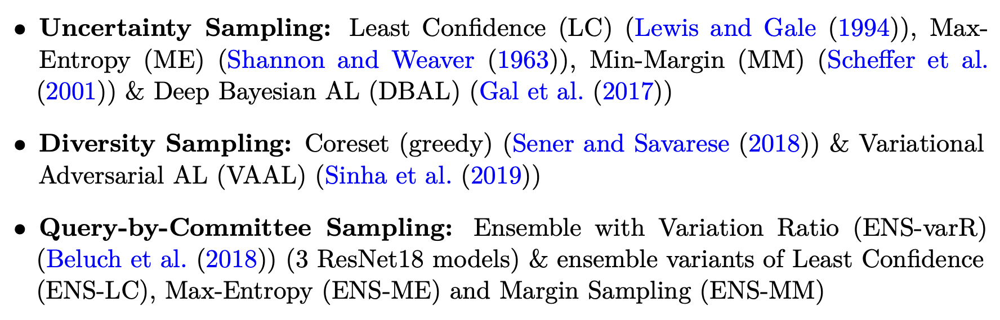 • Uncertainty Sampling: Least Confidence (LC) (Lewis and Gale (1994)), Max-
Entropy (ME) (Shannon and Weaver (1963)), Min-Margin (MM) (Scheffer et al.
(2001)) & Deep Bayesian AL (DBAL) (Gal et al. (2017))
• Diversity Sampling: Coreset (greedy) (Sener and Savarese (2018)) & Variational
Adversarial AL (VAAL) (Sinha et al. (2019))
• Query-by-Committee Sampling: Ensemble with Variation Ratio (ENS-varR)
(Beluch et al. (2018)) (3 ResNet18 models) & ensemble variants of Least Confidence
(ENS-LC), Max-Entropy (ENS-ME) and Margin Sampling (ENS-MM)